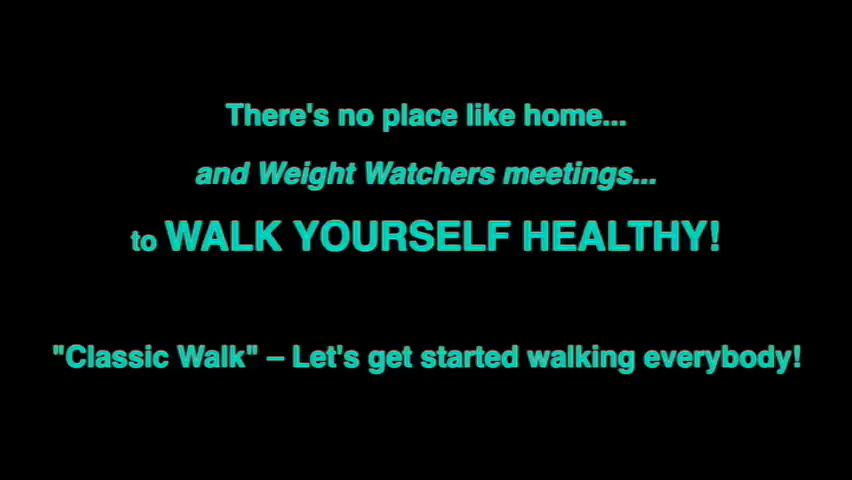 There's no place like home...
and Weight Watchers meetings...
to WALK YOURSELF HEALTHY!
"Classic Walk" – Let's get started walking everybody!